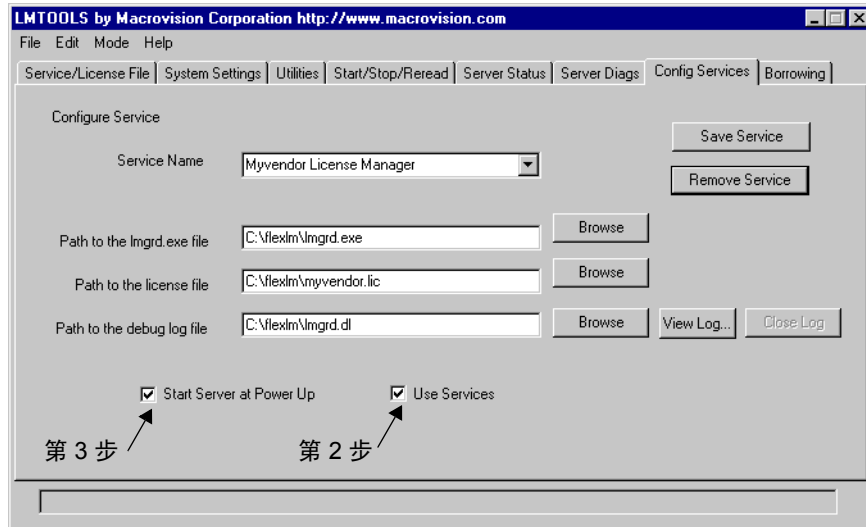 LMTOOLS by Macrovision Corporation http://www.macrovision.com
File Edit Mode Help
Service/License File System Settings Utilities Start/Stop/Reread Server Status Server Diags Config Services Borrowing
Configure Service
Save Service
Service Name Myvendor License Manager
Remove Service
Path to the lmgrd.exe file C:\flexlm\lmgrd.exe Browse
Path to the license file C:\flexlm\myvendor.lic Browse
Path to the debug log file C:\flexlm\lmgrd.dl Browse View Log... Close Log
Start Server at Power Up Use Services
第 3 步 第 2 步